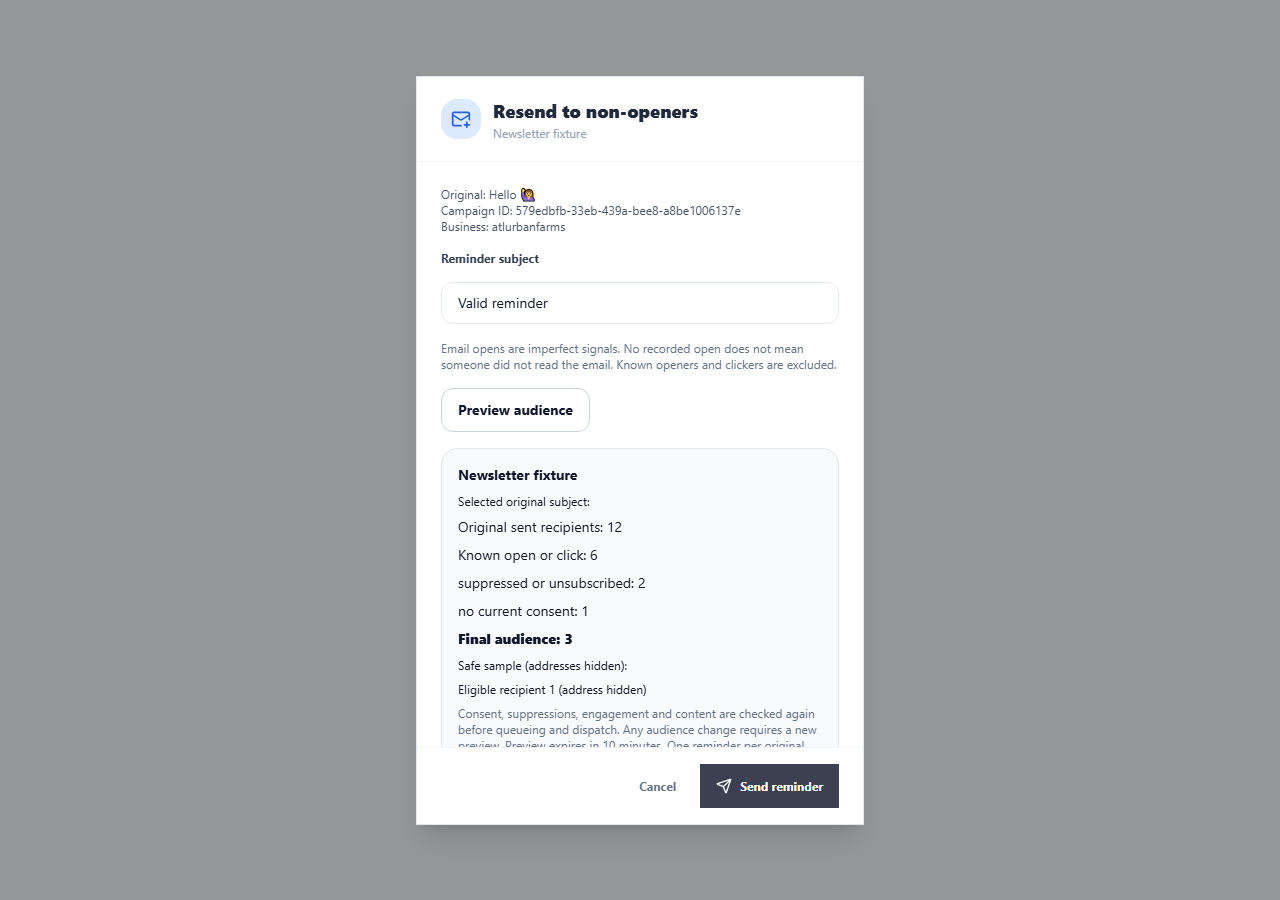 Resend to non-openers
Newsletter fixture
Original: Hello 🙋
Campaign ID: 579edbfb-33eb-439a-bee8-a8be1006137e
Business: atlurbanfarms
Reminder subject
Valid reminder
Email opens are imperfect signals. No recorded open does not mean
someone did not read the email. Known openers and clickers are excluded.
Preview audience
Newsletter fixture
Selected original subject:
Original sent recipients: 12
Known open or click: 6
suppressed or unsubscribed: 2
no current consent: 1
Final audience: 3
Safe sample (addresses hidden):
Eligible recipient 1 (address hidden)
Consent, suppressions, engagement and content are checked again
before queueing and dispatch. Any audience change requires a new
preview. Preview expires in 10 minutes. One reminder per original
Cancel
Send reminder